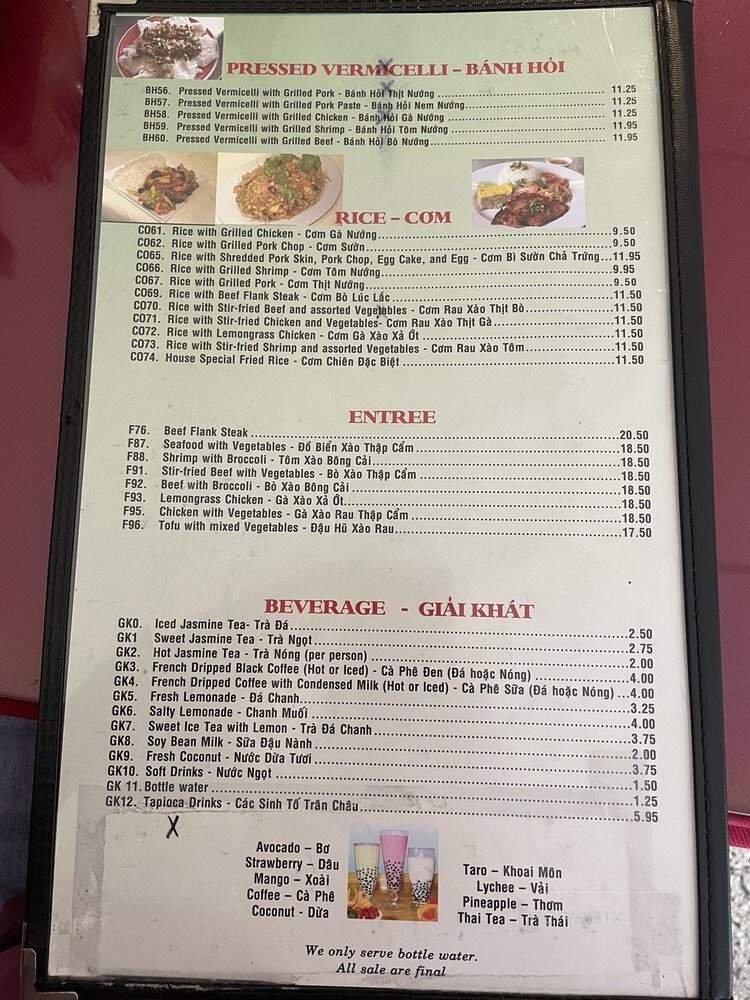 PRESSED VERMICELLI – BÁNH HỎI
BH56. Pressed Vermicelli with Grilled Pork - Bánh Hỏi Thịt Nướng ... 11.25
BH57. Pressed Vermicelli with Grilled Pork Paste - Bánh Hỏi Nem Nướng... 11.25
BH58. Pressed Vermicelli with Grilled Chicken - Bánh Hỏi Gà Nướng ... 11.25
BH59. Pressed Vermicelli with Grilled Shrimp - Bánh Hỏi Tôm Nướng ... 11.95
BH60. Pressed Vermicelli with Grilled Beef - Bánh Hỏi Bò Nướng... 11.95
RICE – CƠM
CO61. Rice with Grilled Chicken - Cơm Gà Nướng...9.50
CO62. Rice with Grilled Pork Chop - Cơm Sườn...9.50
CO65. Rice with Shredded Pork Skin, Pork Chop, Egg Cake, and Egg - Cơm Bì Sườn Chả Trứng...11.95
CO66. Rice with Grilled Shrimp - Cơm Tôm Nướng...9.95
CO67. Rice with Grilled Pork - Cơm Thịt Nướng...9.50
CO69. Rice with Beef Flank Steak - Cơm Bò Lúc Lắc...11.50
CO70. Rice with Stir-fried Beef and assorted Vegetables - Cơm Rau Xào Thịt Bò...11.50
CO71. Rice with Stir-fried Chicken and Vegetables- Cơm Rau Xào Thịt Gà...11.50
CO72. Rice with Lemongrass Chicken - Cơm Gà Xào Xả Ớt ...11.50
CO73. Rice with Stir-fried Shrimp and assorted Vegetables - Cơm Rau Xào Tôm...11.50
CO74. House Special Fried Rice - Cơm Chiên Đặc Biệt ...11.50
ENTREE
F76. Beef Flank Steak ...20.50
F87. Seafood with Vegetables - Đồ Biển Xào Thập Cẩm...18.50
F88. Shrimp with Broccoli - Tôm Xào Bông Cải...18.50
F91. Stir-fried Beef with Vegetables - Bò Xào Thập Cẩm ...18.50
F92. Beef with Broccoli - Bò Xào Bông Cải ...18.50
F93. Lemongrass Chicken - Gà Xào Xả Ớt...18.50
F95. Chicken with Vegetables - Gà Xào Rau Thập Cẩm ...18.50
F96. Tofu with mixed Vegetables - Đậu Hũ Xào Rau...17.50
BEVERAGE - GIẢI KHÁT
GK0. Iced Jasmine Tea- Trà Đá...2.50
GK1 Sweet Jasmine Tea - Trà Ngọt...2.75
GK2. Hot Jasmine Tea - Trà Nóng (per person) ...2.00
GK3. French Dripped Black Coffee (Hot or Iced) - Cà Phê Đen (Đá hoặc Nóng) ...4.00
GK4. French Dripped Coffee with Condensed Milk (Hot or Iced) - Cà Phê Sữa (Đá hoặc Nóng) ...4.00
GK5. Fresh Lemonade - Đá Chanh...3.25
GK6. Salty Lemonade - Chanh Muối ...4.00
GK7. Sweet Ice Tea with Lemon - Trà Đá Chanh...3.75
GK8. Soy Bean Milk - Sữa Đậu Nành...2.00
GK9. Fresh Coconut - Nước Dừa Tươi...3.75
GK10. Soft Drinks - Nước Ngọt ...1.50
GK 11. Bottle water ...1.25
GK12. Tapioca Drinks - Các Sinh Tố Trân Châu...5.95
X
Avocado – Bơ
Strawberry – Dâu
Mango – Xoài
Coffee – Cà Phê
Coconut - Dừa
Taro – Khoai Môn
Lychee – Vải
Pineapple – Thơm
Thai Tea – Trà Thái
We only serve bottle water.
All sale are final